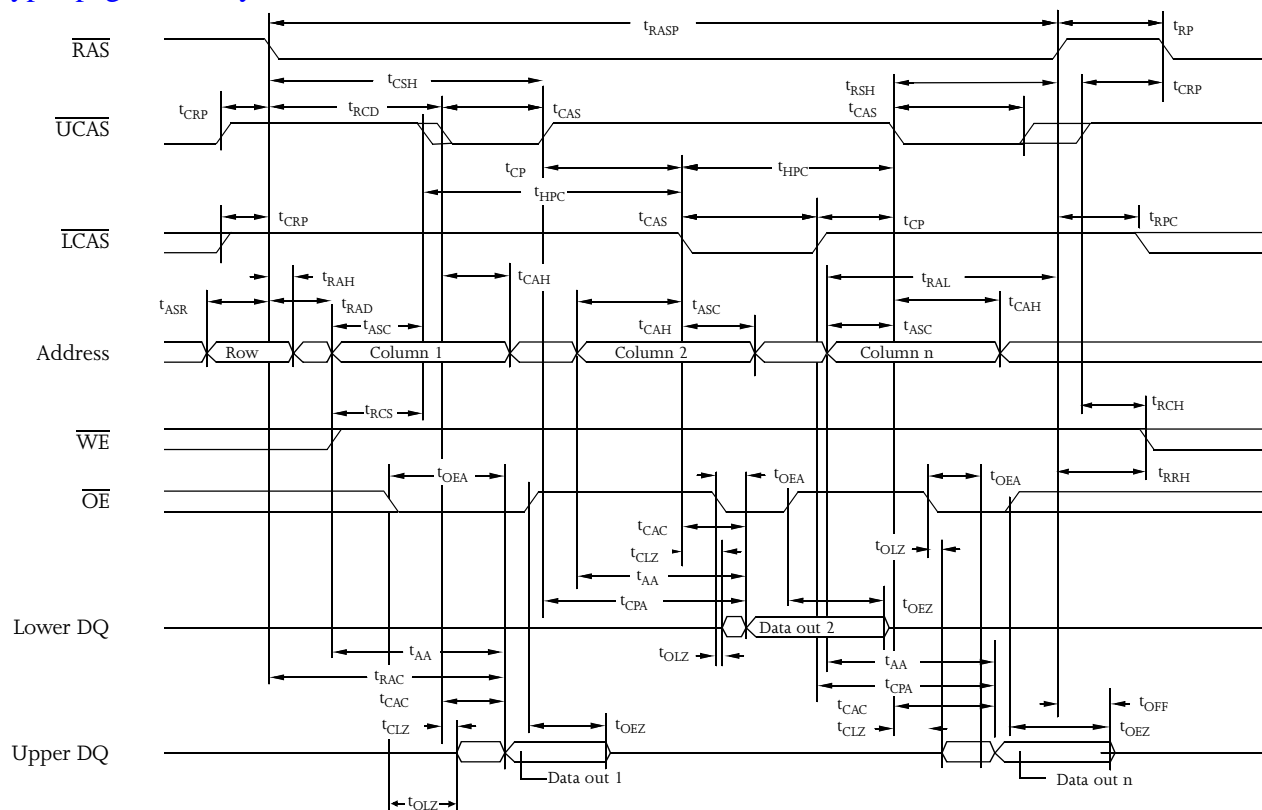 tRASP
tRP
RAS
tCSH
tRSH
tCRP
tRCD
tCAS
tCAS
tCRP
UCAS
tCP
tHPC
tHPC
tCRP
tCAS
tCP
tRPC
LCAS
tRAH
tCAH
tRAL
tASR
tRAD
tASC
tCAH
tASC
tCAH
tASC
Address
Row
Column 1
Column 2
Column n
tRCS
tRCH
WE
tOEA
tOEA
tOEA
tRRH
OE
tCAC
tCLZ
tOLZ
tAA
tCPA
tOEZ
Lower DQ
Data out 2
tAA
tOLZ
tAA
tRAC
tCPA
tCAC
tCAC
tOFF
tCLZ
tOEZ
tCLZ
tOEZ
Upper DQ
Data out 1
Data out n
tOLZ